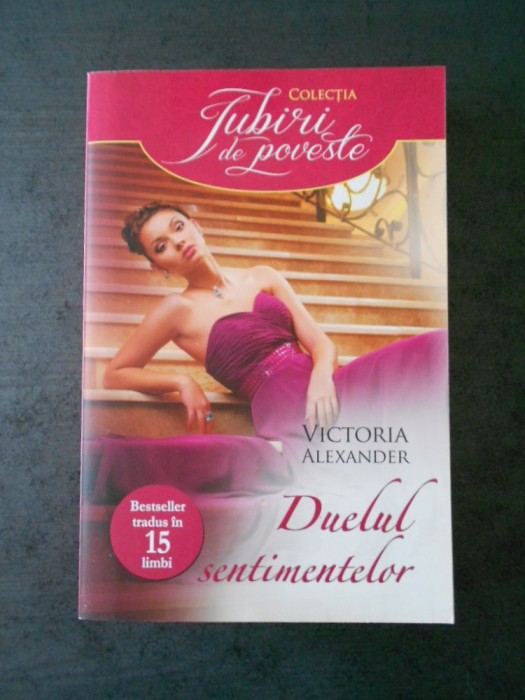 COLECȚIA
Iubiri
de poveste
VICTORIA
ALEXANDER
Duelul
sentimentelor
Bestseller
tradus în
15
limbi